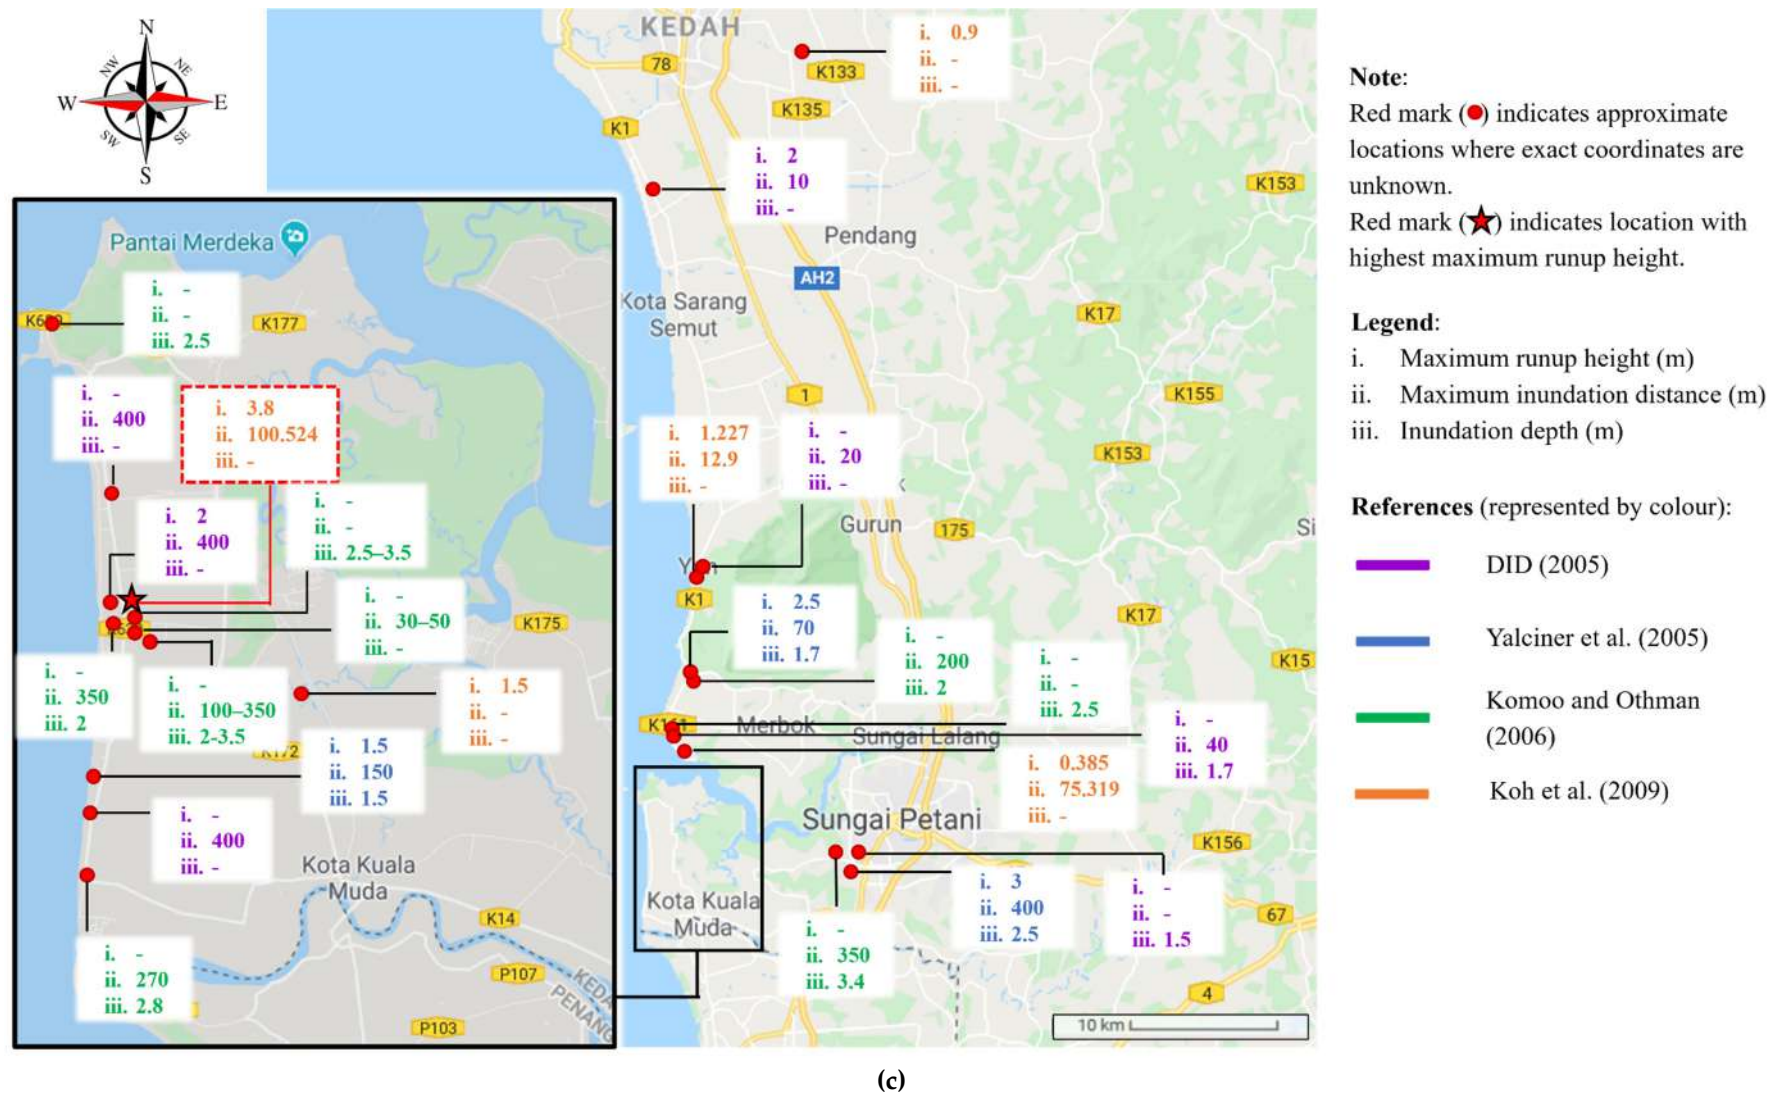 N
NW
NE
W
E
SW
SE
S
KEDAH
78
K133
K135
K1
K153
i. 0.9
ii. -
iii. -
i. 2
ii. 10
iii. -
Pendang
AH2
Kota Sarang
Semut
K17
1
K155
K153
i. 1.227
ii. 12.9
iii. -
i. -
ii. 20
iii. -
Gurun
175
Si
K1
i. 2.5
ii. 70
iii. 1.7
i. -
ii. 200
iii. 2
i. -
ii. -
iii. 2.5
K17
K15
Merbok
Sungai Lalang
i. -
ii. 40
iii. 1.7
i. 0.385
ii. 75.319
iii. -
Sungai Petani
K156
Kota Kuala
Muda
i. -
ii. 350
iii. 3.4
i. 3
ii. 400
iii. 2.5
i. -
ii. -
iii. 1.5
67
4
10 km
Pantai Merdeka
K177
i. -
ii. -
iii. 2.5
i. -
ii. 400
iii. -
i. 3.8
ii. 100.524
iii. -
i. 2
ii. 400
iii. -
i. -
ii. -
iii. 2.5–3.5
i. -
ii. 30–50
iii. -
K175
i. -
ii. 350
iii. 2
i. -
ii. 100–350
iii. 2-3.5
i. 1.5
ii. -
iii. -
K172
i. 1.5
ii. 150
iii. 1.5
i. -
ii. 400
iii. -
Kota Kuala
Muda
K14
i. -
ii. 270
iii. 2.8
P107
KEDA
PENANG
P103
Note:
Red mark ( ) indicates approximate
locations where exact coordinates are
unknown.
Red mark ( ) indicates location with
highest maximum runup height.
Legend:
i. Maximum runup height (m)
ii. Maximum inundation distance (m)
iii. Inundation depth (m)
References (represented by colour):
DID (2005)
Yalciner et al. (2005)
Komoo and Othman
(2006)
Koh et al. (2009)
(c)